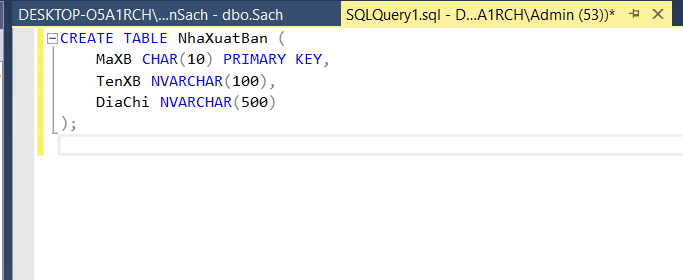 DESKTOP-O5A1RCH\...nSach - dbo.Sach
SQLQuery1.sql - D...A1RCH\Admin (53))*
CREATE TABLE NhaXuatBan (
    MaXB CHAR(10) PRIMARY KEY,
    TenXB NVARCHAR(100),
    DiaChi NVARCHAR(500)
);